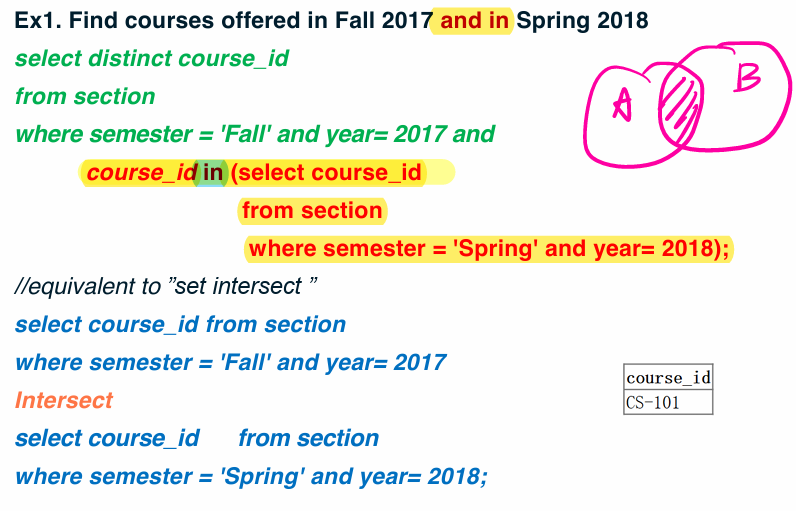 Ex1. Find courses offered in Fall 2017 and in Spring 2018
select distinct course_id
from section
where semester = 'Fall' and year= 2017 and
course_id in (select course_id
from section
where semester = 'Spring' and year= 2018);
//equivalent to ”set intersect ”
select course_id from section
where semester = 'Fall' and year= 2017
Intersect
select course_id from section
where semester = 'Spring' and year= 2018;
A
B
course_id
CS-101